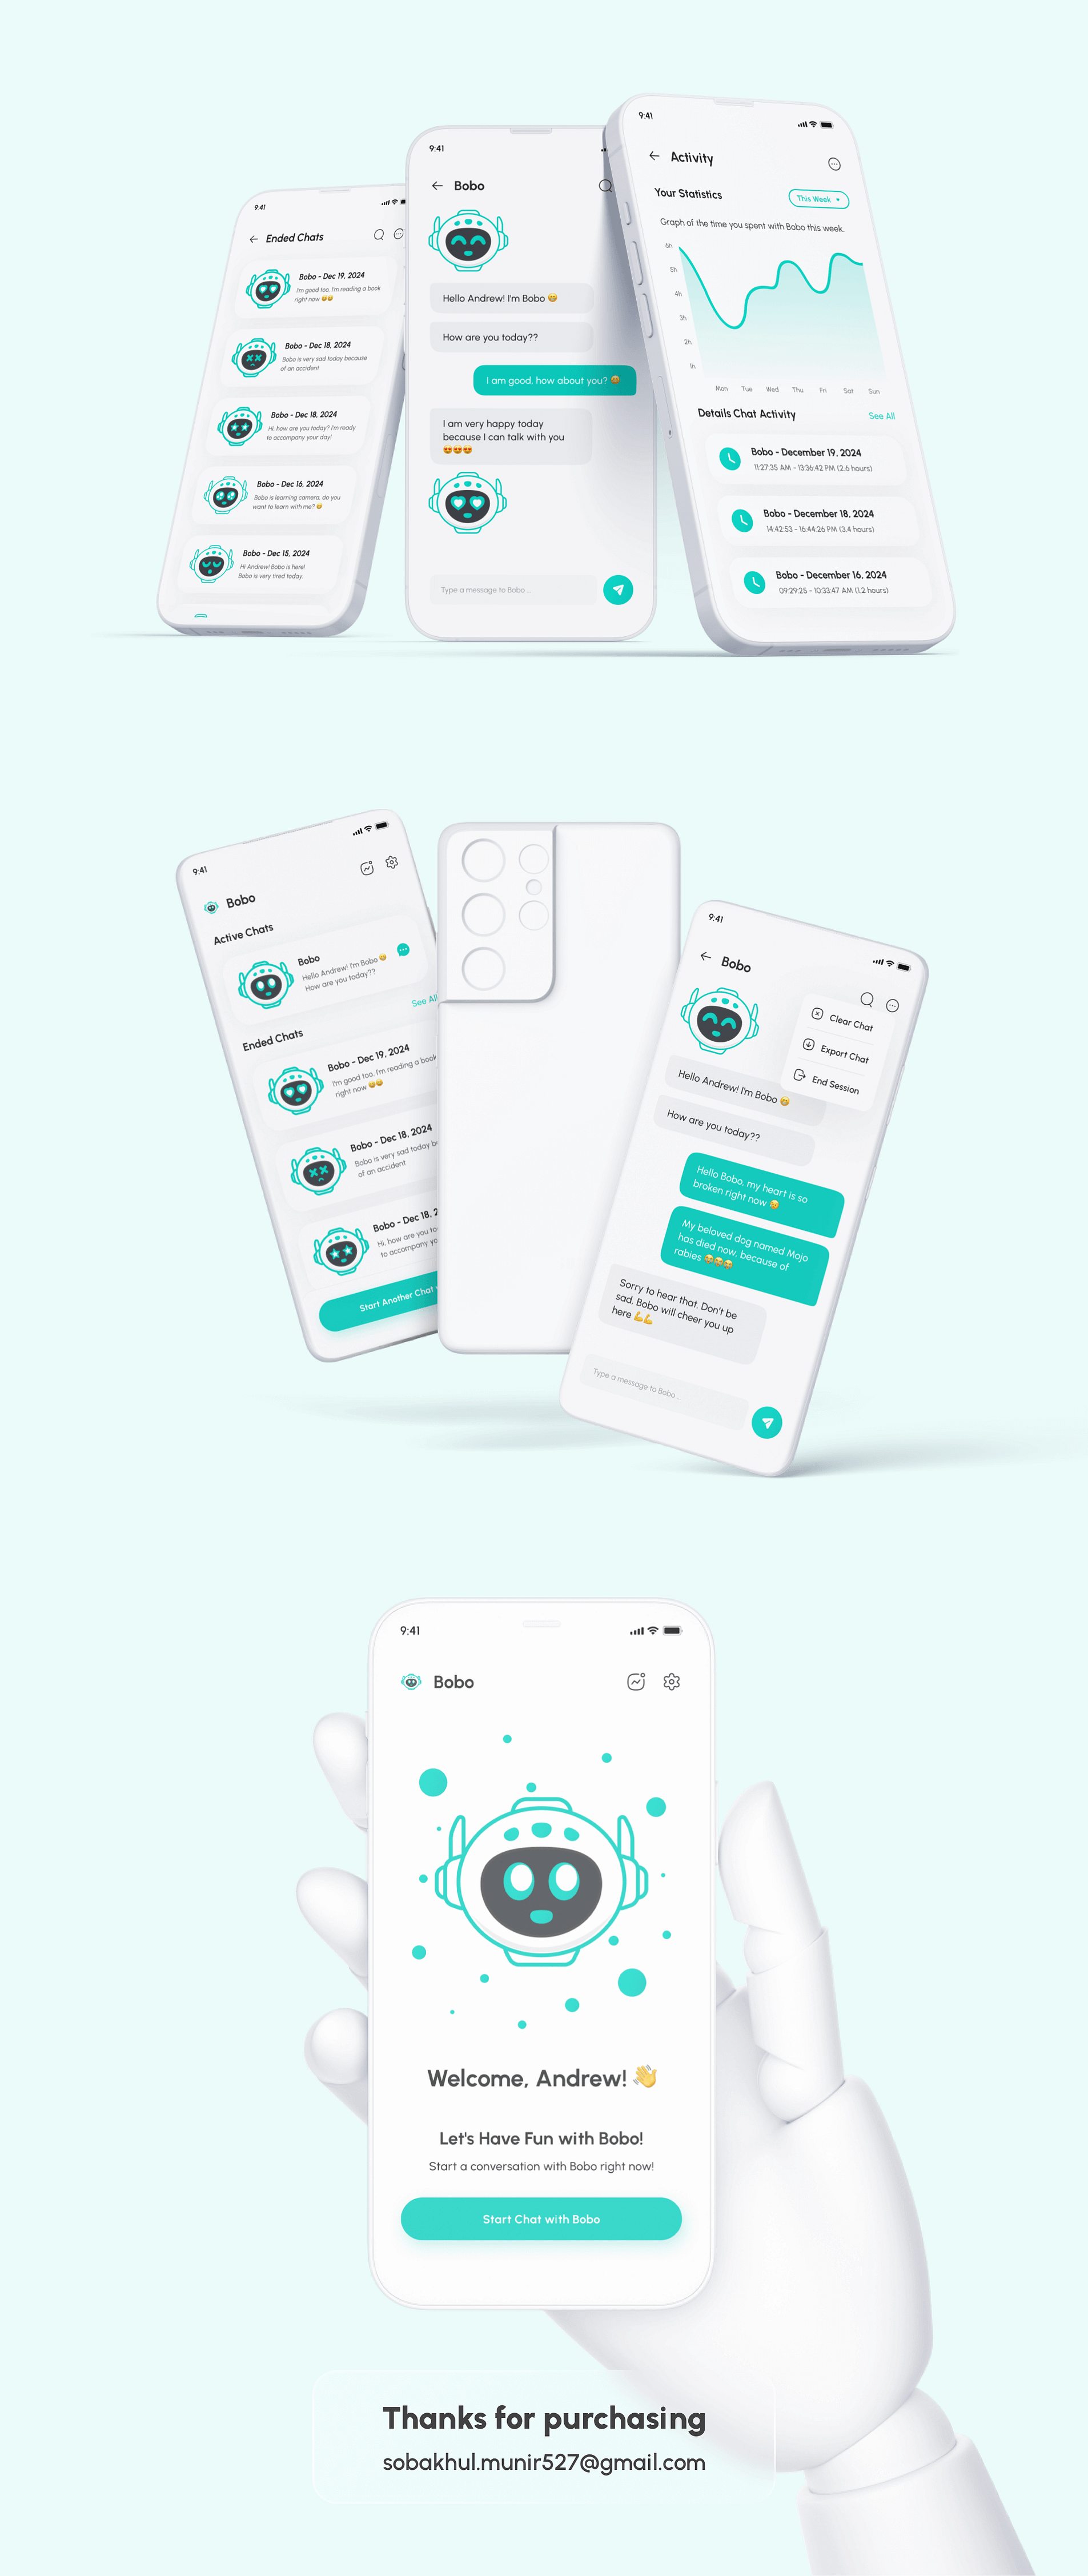 9:41
Ended Chats
Bobo - Dec 19, 2024
I'm good too, I'm reading a book
right now 😄😄
Bobo - Dec 18, 2024
Bobo is very sad today because
of an accident
Bobo - Dec 18, 2024
Hi, how are you today? I'm ready
to accompany your day!
Bobo - Dec 16, 2024
Bobo is learning camera, do you
want to learn with me? 😄
Bobo - Dec 15, 2024
Hi Andrew! Bobo is here!
Bobo is very tired today.
9:41
Bobo
Hello Andrew! I'm Bobo 😁
How are you today??
I am good, how about you? 😁
I am very happy today
because I can talk with you
😍😍😍
Type a message to Bobo ...
9:41
Activity
Your Statistics
This Week
Graph of the time you spent with Bobo this week.
6h
5h
4h
3h
2h
1h
Mon Tue Wed Thu Fri Sat Sun
Details Chat Activity
See All
Bobo - December 19, 2024
11:27:35 AM - 13:36:42 PM (2,6 hours)
Bobo - December 18, 2024
14:42:53 - 16:44:26 PM (3,4 hours)
Bobo - December 16, 2024
09:29:25 - 10:33:47 AM (1,2 hours)
9:41
Bobo
Active Chats
Bobo
Hello Andrew! I'm Bobo 😁
How are you today??
See All
Ended Chats
Bobo - Dec 19, 2024
I'm good too, I'm reading a book
right now 😄😄
Bobo - Dec 18, 2024
Bobo is very sad today
of an accident
Bobo - Dec 18,
Hi, how are you
to accompany
Start Another Chat
9:41
Bobo
Clear Chat
Export Chat
End Session
Hello Andrew! I'm Bobo 😁
How are you today??
Hello Bobo, my heart is so
broken right now 😢
My beloved dog named Mojo
has died now, because of
rabies 😭😭😭
Sorry to hear that. Don't be
sad, Bobo will cheer you up
here 💪💪
Type a message to Bobo ...
9:41
Bobo
Welcome, Andrew! 👋
Let's Have Fun with Bobo!
Start a conversation with Bobo right now!
Start Chat with Bobo
Thanks for purchasing
sobakhul.munir527@gmail.com